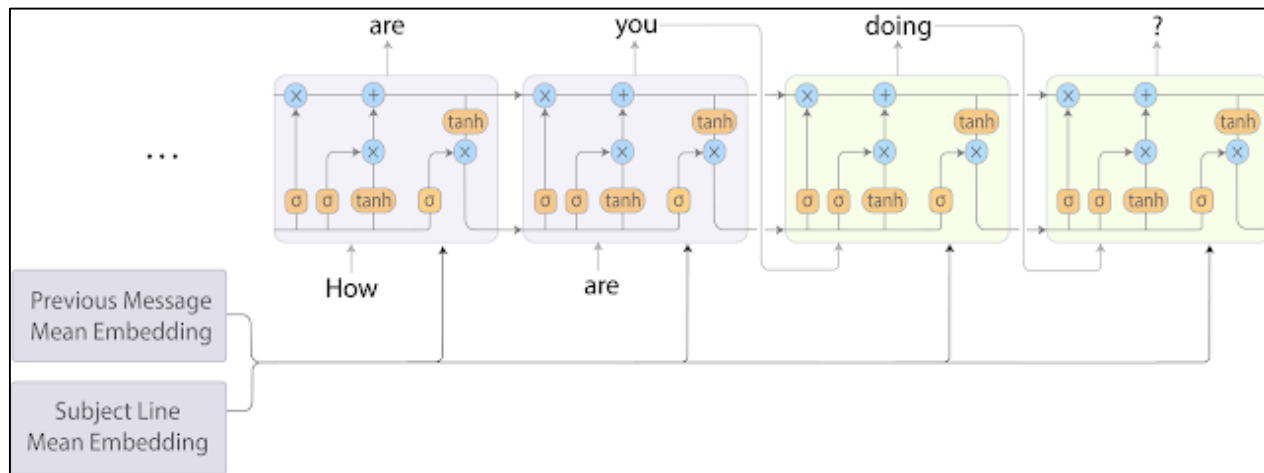 are you doing ?
× + × + × + × +
tanh tanh tanh tanh
× × × × × × × ×
...
σ σ tanh σ σ σ tanh σ σ σ tanh σ σ σ tanh σ
How are
Previous Message
Mean Embedding
Subject Line
Mean Embedding